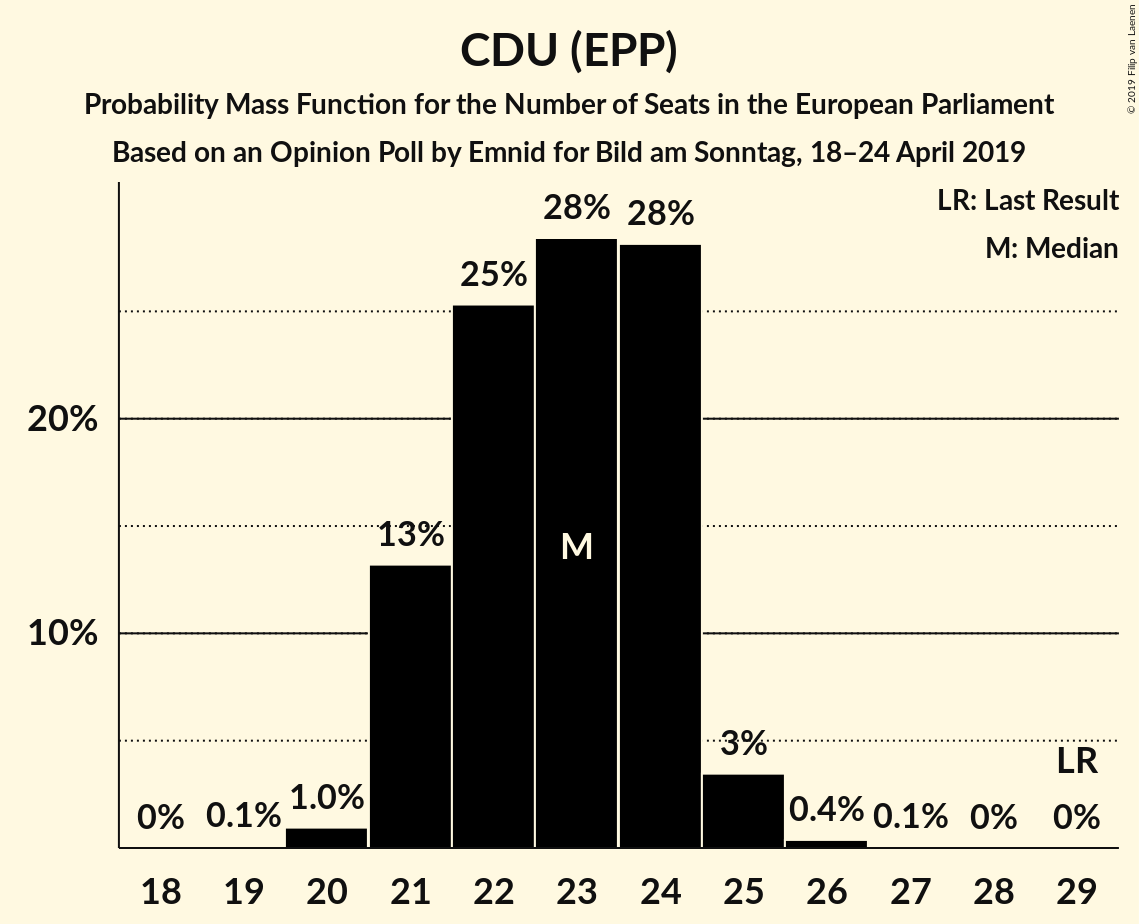 CDU (EPP)
Probability Mass Function for the Number of Seats in the European Parliament
Based on an Opinion Poll by Emnid for Bild am Sonntag, 18–24 April 2019
© 2019 Filip van Laenen
LR: Last Result
M: Median
28% 28%
25%
20%
13%
M
10%
3%
LR
0% 0.1% 1.0% 0.4% 0.1% 0% 0%
18 19 20 21 22 23 24 25 26 27 28 29